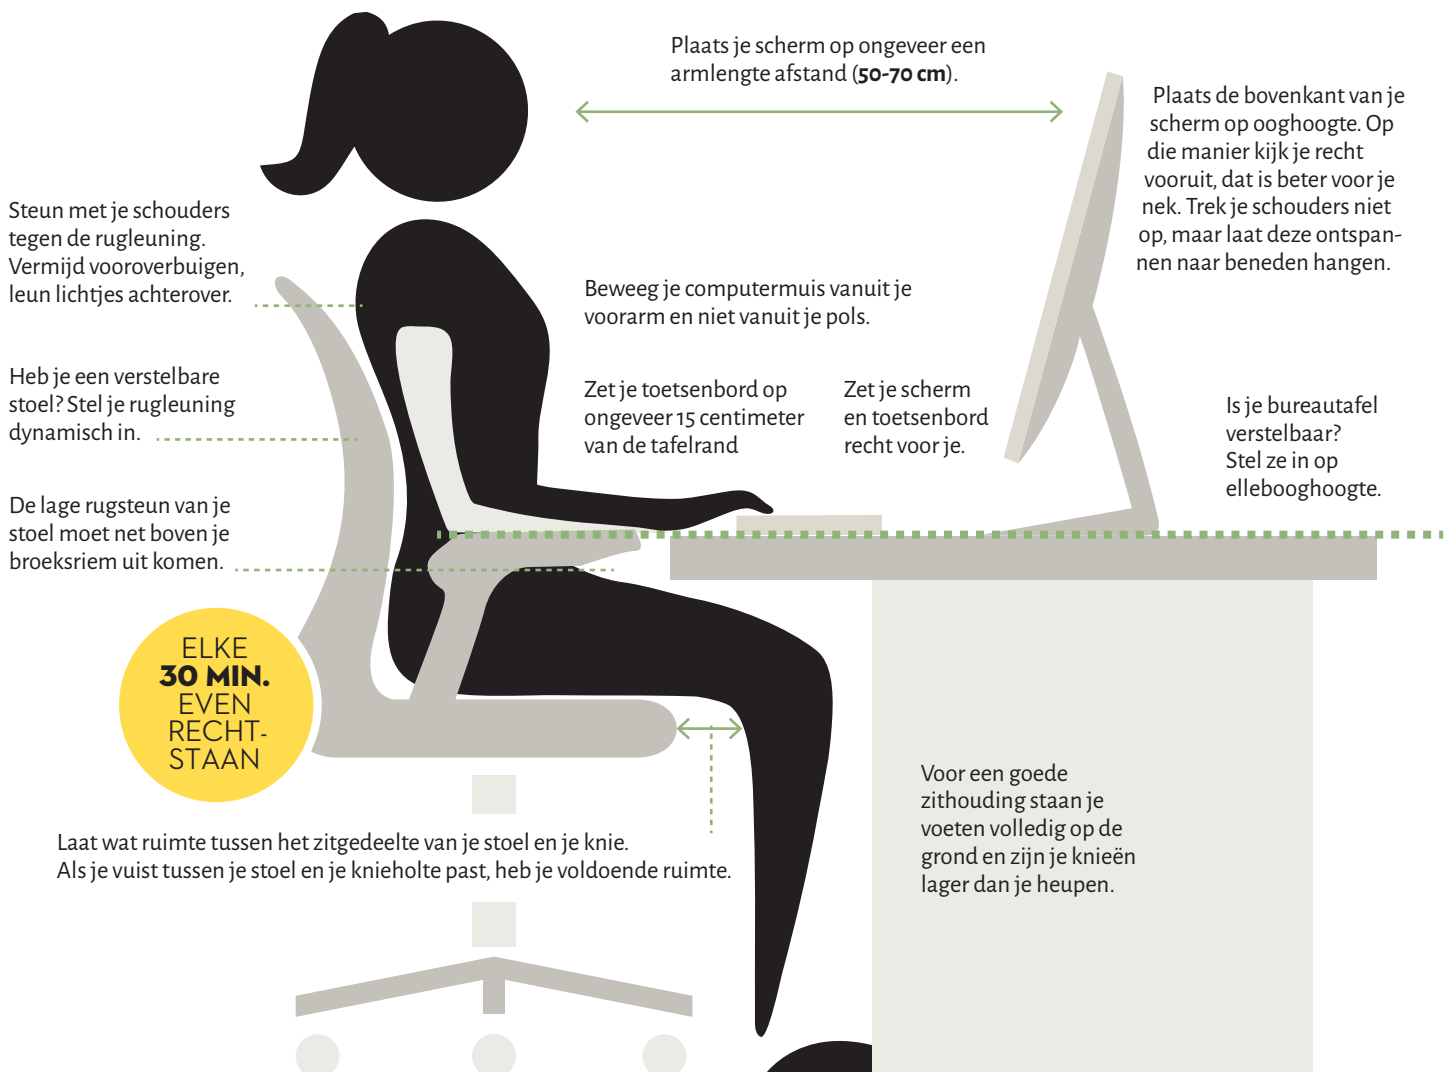 Plaats je scherm op ongeveer een
armlengte afstand (50-70 cm).
Plaats de bovenkant van je
scherm op ooghoogte. Op
die manier kijk je recht
vooruit, dat is beter voor je
nek. Trek je schouders niet
op, maar laat deze ontspan-
nen naar beneden hangen.
Steun met je schouders
tegen de rugleuning.
Vermijd vooroverbuigen,
leun lichtjes achterover.
Beweeg je computermuis vanuit je
voorarm en niet vanuit je pols.
Heb je een verstelbare
stoel? Stel je rugleuning
dynamisch in.
Zet je toetsenbord op
ongeveer 15 centimeter
van de tafelrand
Zet je scherm
en toetsenbord
recht voor je.
Is je bureautafel
verstelbaar?
Stel ze in op
ellebooghoogte.
De lage rugsteun van je
stoel moet net boven je
broeksriem uit komen.
ELKE
30 MIN.
EVEN
RECHT-
STAAN
Laat wat ruimte tussen het zitgedeelte van je stoel en je knie.
Als je vuist tussen je stoel en je knieholte past, heb je voldoende ruimte.
Voor een goede
zithouding staan je
voeten volledig op de
grond en zijn je knieën
lager dan je heupen.